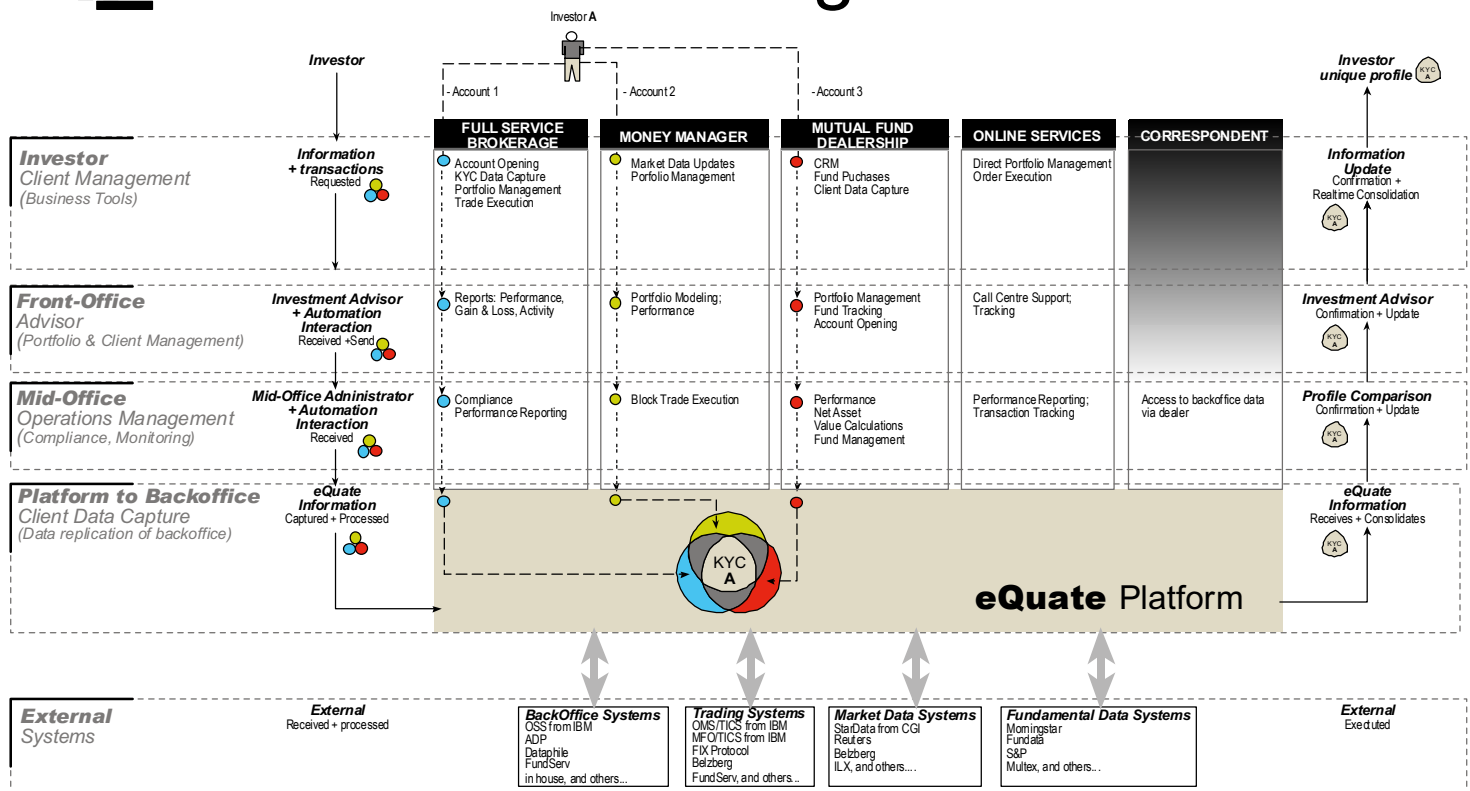 g
Investor A
Investor
Investor
unique profile
KYC
A
- Account 1
- Account 2
- Account 3
FULL SERVICE
BROKERAGE
MONEY MANAGER
MUTUAL FUND
DEALERSHIP
ONLINE SERVICES
CORRESPONDENT
Investor
Client Management
(Business Tools)
Information
+ transactions
Requested
Account Opening
KYC Data Capture
Portfolio Management
Trade Execution
Market Data Updates
Porfolio Management
CRM
Fund Puchases
Client Data Capture
Direct Portfolio Management
Order Execution
Information
Update
Confirmation +
Realtime Consolidation
KYC
A
Front-Office
Advisor
(Portfolio & Client Management)
Investment Advisor
+ Automation
Interaction
Received +Send
Reports: Performance,
Gain & Loss, Activity
Portfolio Modeling;
Performance
Portfolio Management
Fund Tracking
Account Opening
Call Centre Support;
Tracking
Investment Advisor
Confirmation + Update
KYC
A
Mid-Office
Operations Management
(Compliance, Monitoring)
Mid-Office Adninistrator
+ Automation
Interaction
Received
Compliance
Performance Reporting
Block Trade Execution
Performance
Net Asset
Value Calculations
Fund Management
Performance Reporting;
Transaction Tracking
Access to backoffice data
via dealer
Profile Comparison
Confirmation + Update
KYC
A
Platform to Backoffice
Client Data Capture
(Data replication of backoffice)
eQuate
Information
Captured + Processed
KYC
A
eQuate Platform
eQuate
Information
Receives + Consolidates
KYC
A
External
Systems
External
Received + processed
BackOffice Systems
OSS from IBM
ADP
Dataphile
FundServ
in house, and others...
Trading Systems
OMS/TICS from IBM
MFO/TICS from IBM
FIX Protocol
Belzberg
FundServ, and others...
Market Data Systems
StarData from CGI
Reuters
Belzberg
ILX, and others....
Fundamental Data Systems
Morningstar
Fundata
S&P
Multex, and others...
External
Exectuted